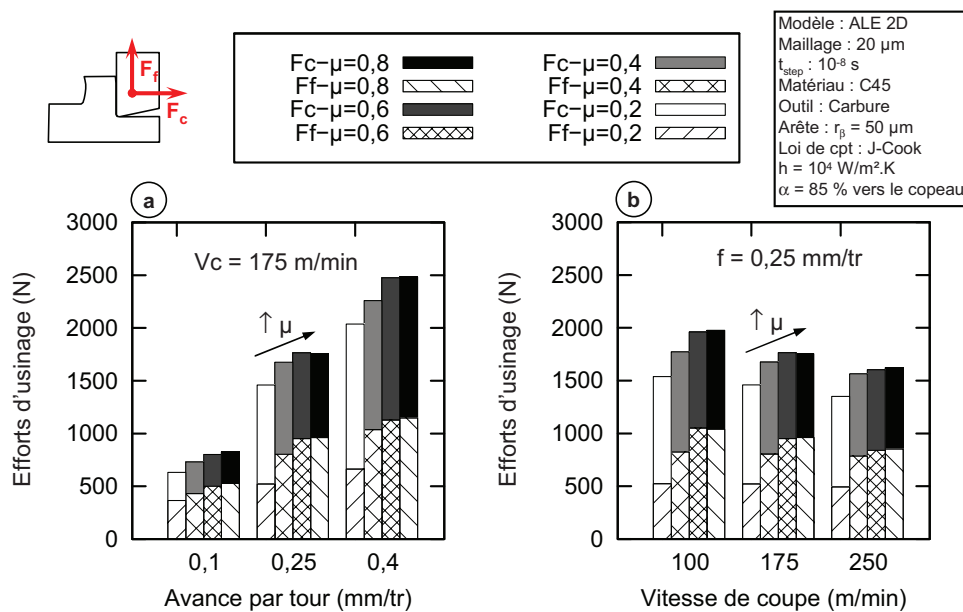 F_f
F_c
Fc−μ=0,8
Ff−μ=0,8
Fc−μ=0,6
Ff−μ=0,6
Fc−μ=0,4
Ff−μ=0,4
Fc−μ=0,2
Ff−μ=0,2
Modèle : ALE 2D
Maillage : 20 μm
t_step : 10⁻⁸ s
Matériau : C45
Outil : Carbure
Arête : r_β = 50 μm
Loi de cpt : J-Cook
h = 10⁴ W/m².K
α = 85 % vers le copeau
a
Vc = 175 m/min
↑ μ
Efforts d'usinage (N)
3000
2500
2000
1500
1000
500
0
0,1
0,25
0,4
Avance par tour (mm/tr)
b
f = 0,25 mm/tr
↑ μ
Efforts d'usinage (N)
3000
2500
2000
1500
1000
500
0
100
175
250
Vitesse de coupe (m/min)